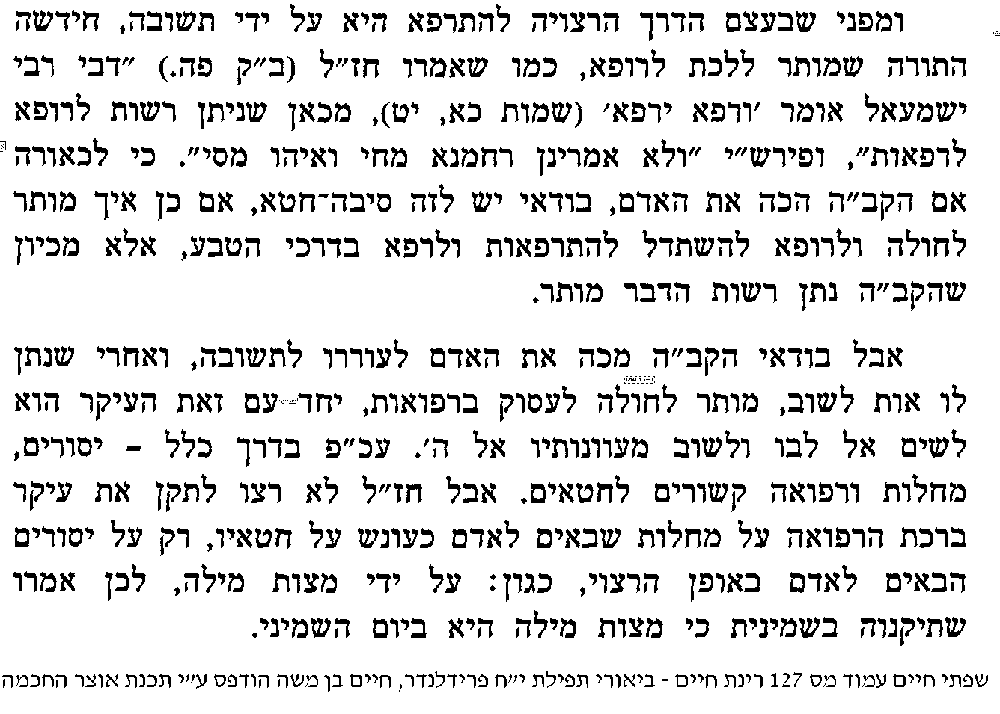 ומפני שבעצם הדרך הרצויה להתרפא היא על ידי תשובה, חידשה
התורה שמותר ללכת לרופא, כמו שאמרו חז״ל (ב״ק פה.) ״דבי רבי
ישמעאל אומר ׳ורפא ירפא׳ (שמות כא, יט), מכאן שניתן רשות לרופא
לרפאות״, ופירש״י ״ולא אמרינן רחמנא מחי ואיהו מסי״. כי לכאורה
אם הקב״ה הכה את האדם, בודאי יש לזה סיבה־חטא, אם כן איך מותר
לחולה ולרופא להשתדל להתרפאות ולרפא בדרכי הטבע, אלא מכיון
שהקב״ה נתן רשות הדבר מותר.
אבל בודאי הקב״ה מכה את האדם לעוררו לתשובה, ואחרי שנתן
לו אות לשוב, מותר לחולה לעסוק ברפואות, יחד עם זאת העיקר הוא
לשים אל לבו ולשוב מעוונותיו אל ה׳. עכ״פ בדרך כלל – יסורים,
מחלות ורפואה קשורים לחטאים. אבל חז״ל לא רצו לתקן את עיקר
ברכת הרפואה על מחלות שבאים לאדם כעונש על חטאיו, רק על יסורים
הבאים לאדם באופן הרצוי, כגון: על ידי מצות מילה, לכן אמרו
שתיקנוה בשמינית כי מצות מילה היא ביום השמיני.
שפתי חיים עמוד מס 127 רינת חיים - ביאורי תפילת י״ח פרידלנדר, חיים בן משה הודפס ע״י תכנת אוצר החכמה